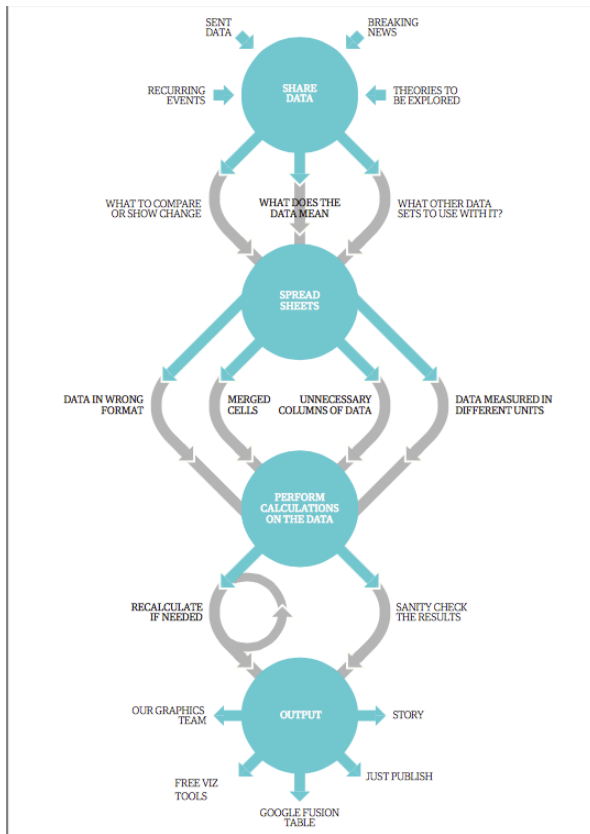 SENT
DATA
BREAKING
NEWS
RECURRING
EVENTS
SHARE
DATA
THEORIES TO
BE EXPLORED
WHAT TO COMPARE
OR SHOW CHANGE
WHAT DOES THE
DATA MEAN
WHAT OTHER DATA
SETS TO USE WITH IT?
SPREAD
SHEETS
DATA IN WRONG
FORMAT
MERGED
CELLS
UNNECESSARY
COLUMNS OF DATA
DATA MEASURED IN
DIFFERENT UNITS
PERFORM
CALCULATIONS
ON THE DATA
RECALCULATE
IF NEEDED
SANITY CHECK
THE RESULTS
OUR GRAPHICS
TEAM
OUTPUT
STORY
FREE VIZ
TOOLS
JUST PUBLISH
GOOGLE FUSION
TABLE